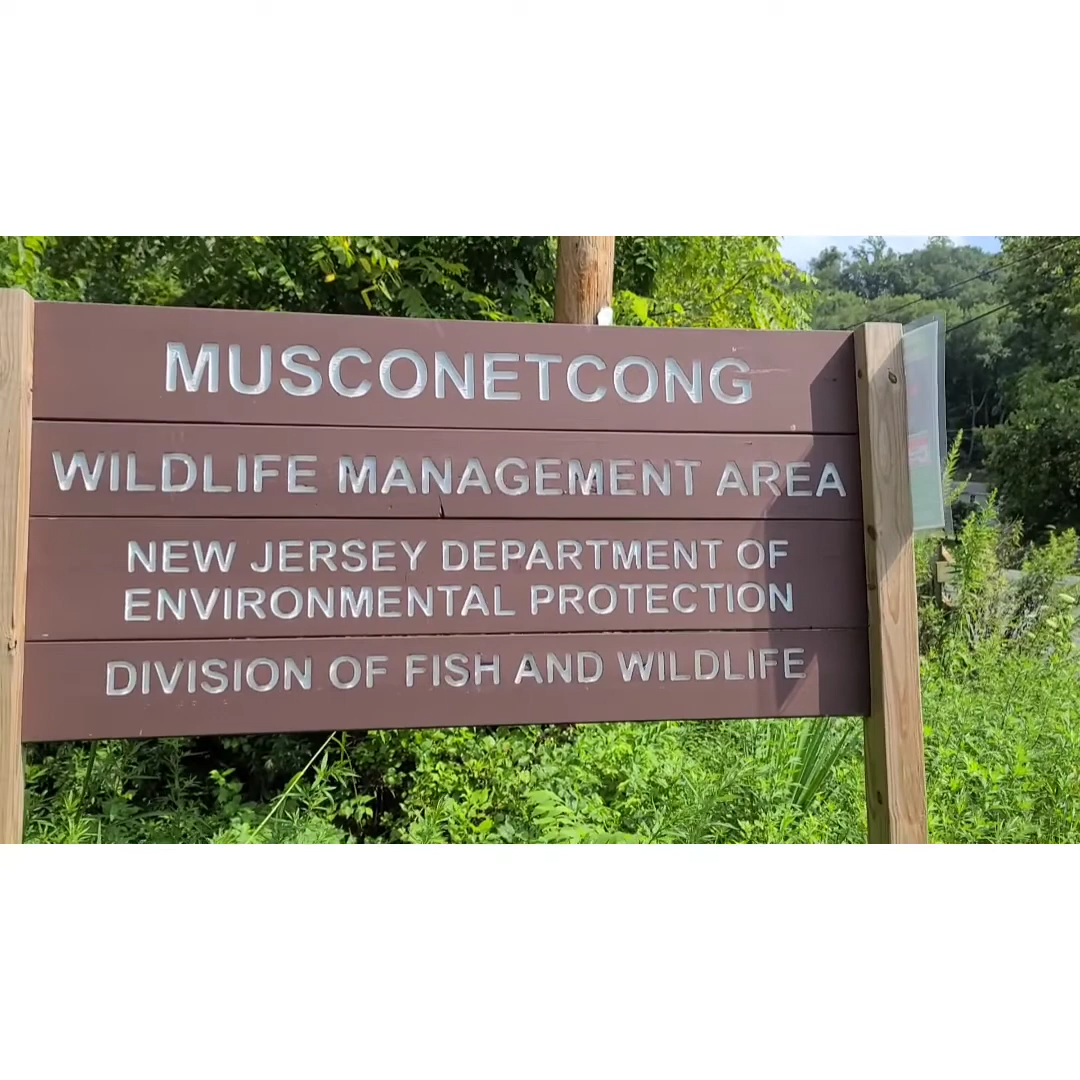 MUSCONETCONG
WILDLIFE MANAGEMENT AREA
NEW JERSEY DEPARTMENT OF
ENVIRONMENTAL PROTECTION
DIVISION OF FISH AND WILDLIFE